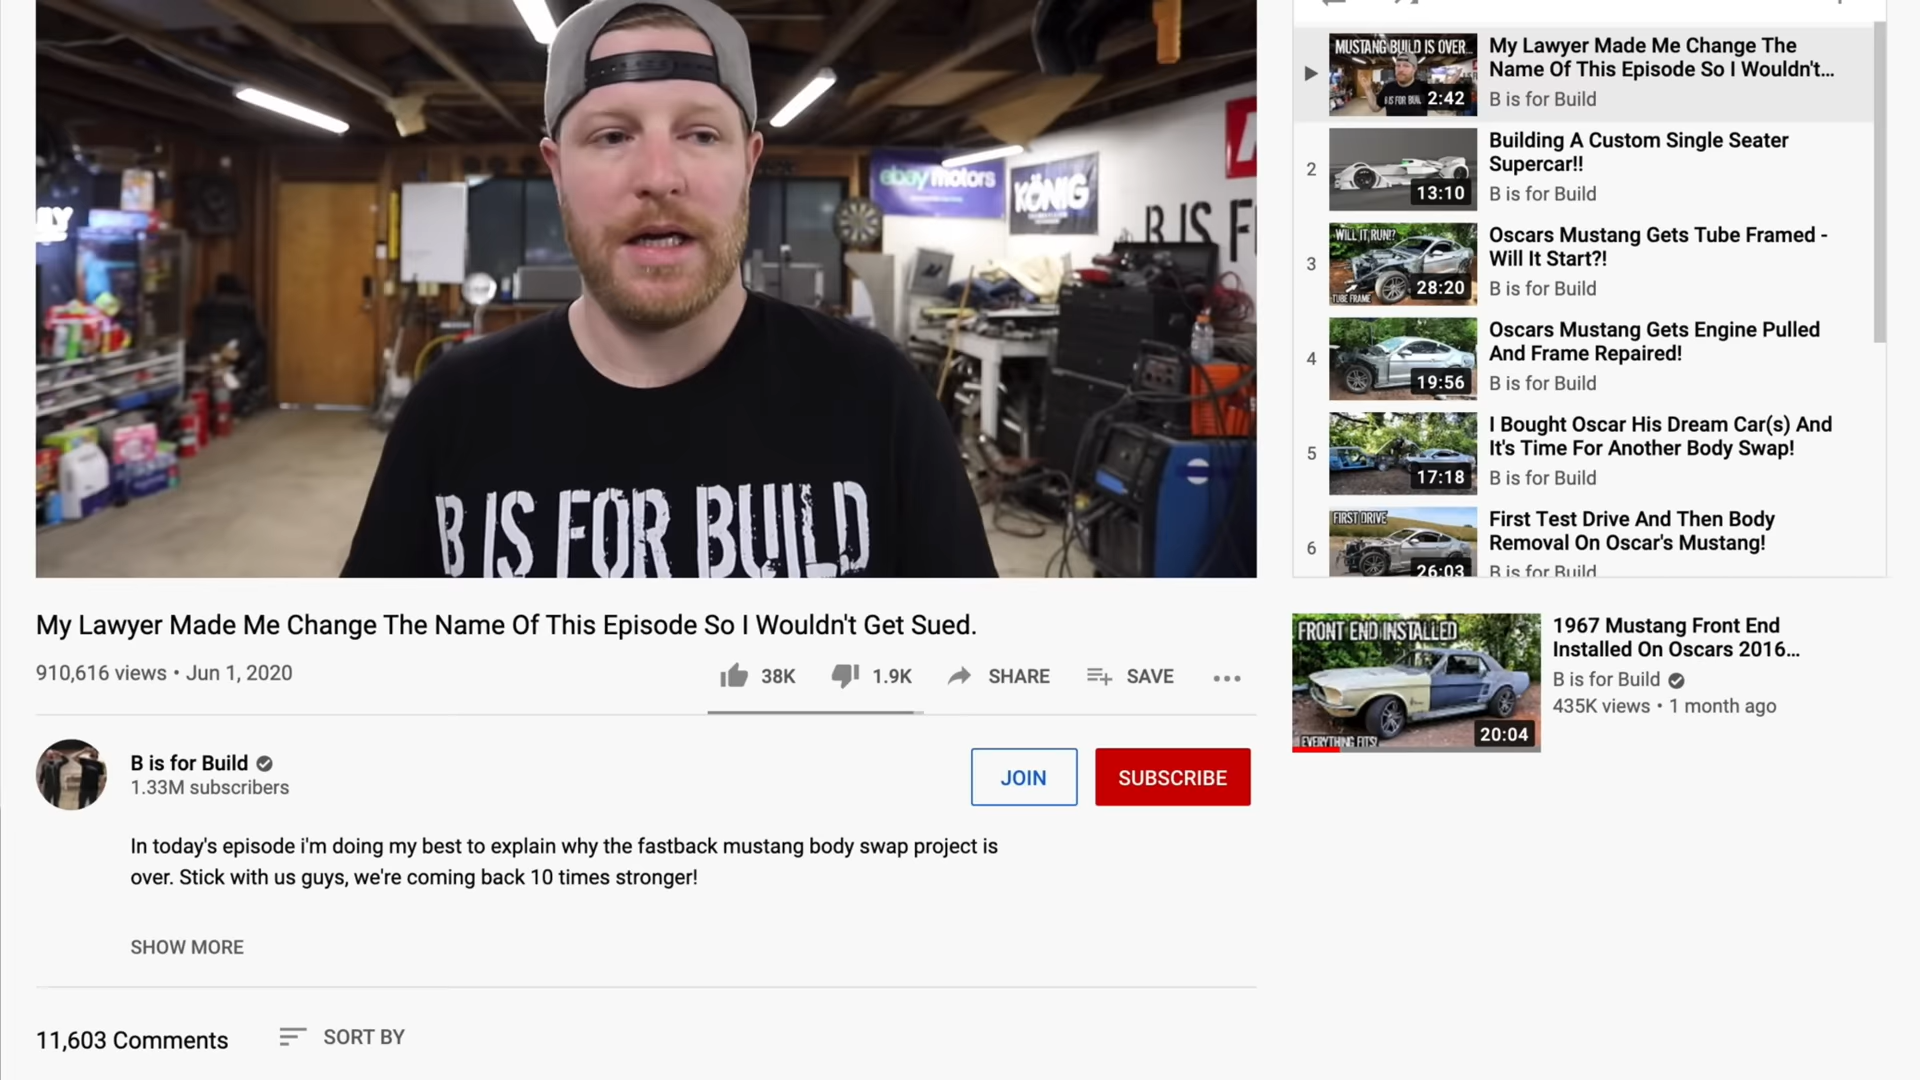 ebay motors
KÖNIG
B IS F
B IS FOR BUILD
My Lawyer Made Me Change The Name Of This Episode So I Wouldn't Get Sued.
910,616 views • Jun 1, 2020
38K
1.9K
SHARE
SAVE
B is for Build
1.33M subscribers
JOIN
SUBSCRIBE
In today's episode i'm doing my best to explain why the fastback mustang body swap project is
over. Stick with us guys, we're coming back 10 times stronger!
SHOW MORE
11,603 Comments
SORT BY
MUSTANG BUILD IS OVER...
2:42
My Lawyer Made Me Change The
Name Of This Episode So I Wouldn't...
B is for Build
2
13:10
Building A Custom Single Seater
Supercar!!
B is for Build
3
WILL IT RUN!?
TUBE FRAME
28:20
Oscars Mustang Gets Tube Framed -
Will It Start?!
B is for Build
4
19:56
Oscars Mustang Gets Engine Pulled
And Frame Repaired!
B is for Build
5
17:18
I Bought Oscar His Dream Car(s) And
It's Time For Another Body Swap!
B is for Build
6
FIRST DRIVE
26:03
First Test Drive And Then Body
Removal On Oscar's Mustang!
B is for Build
FRONT END INSTALLED
EVERYTHING FITS!
20:04
1967 Mustang Front End
Installed On Oscars 2016...
B is for Build
435K views • 1 month ago